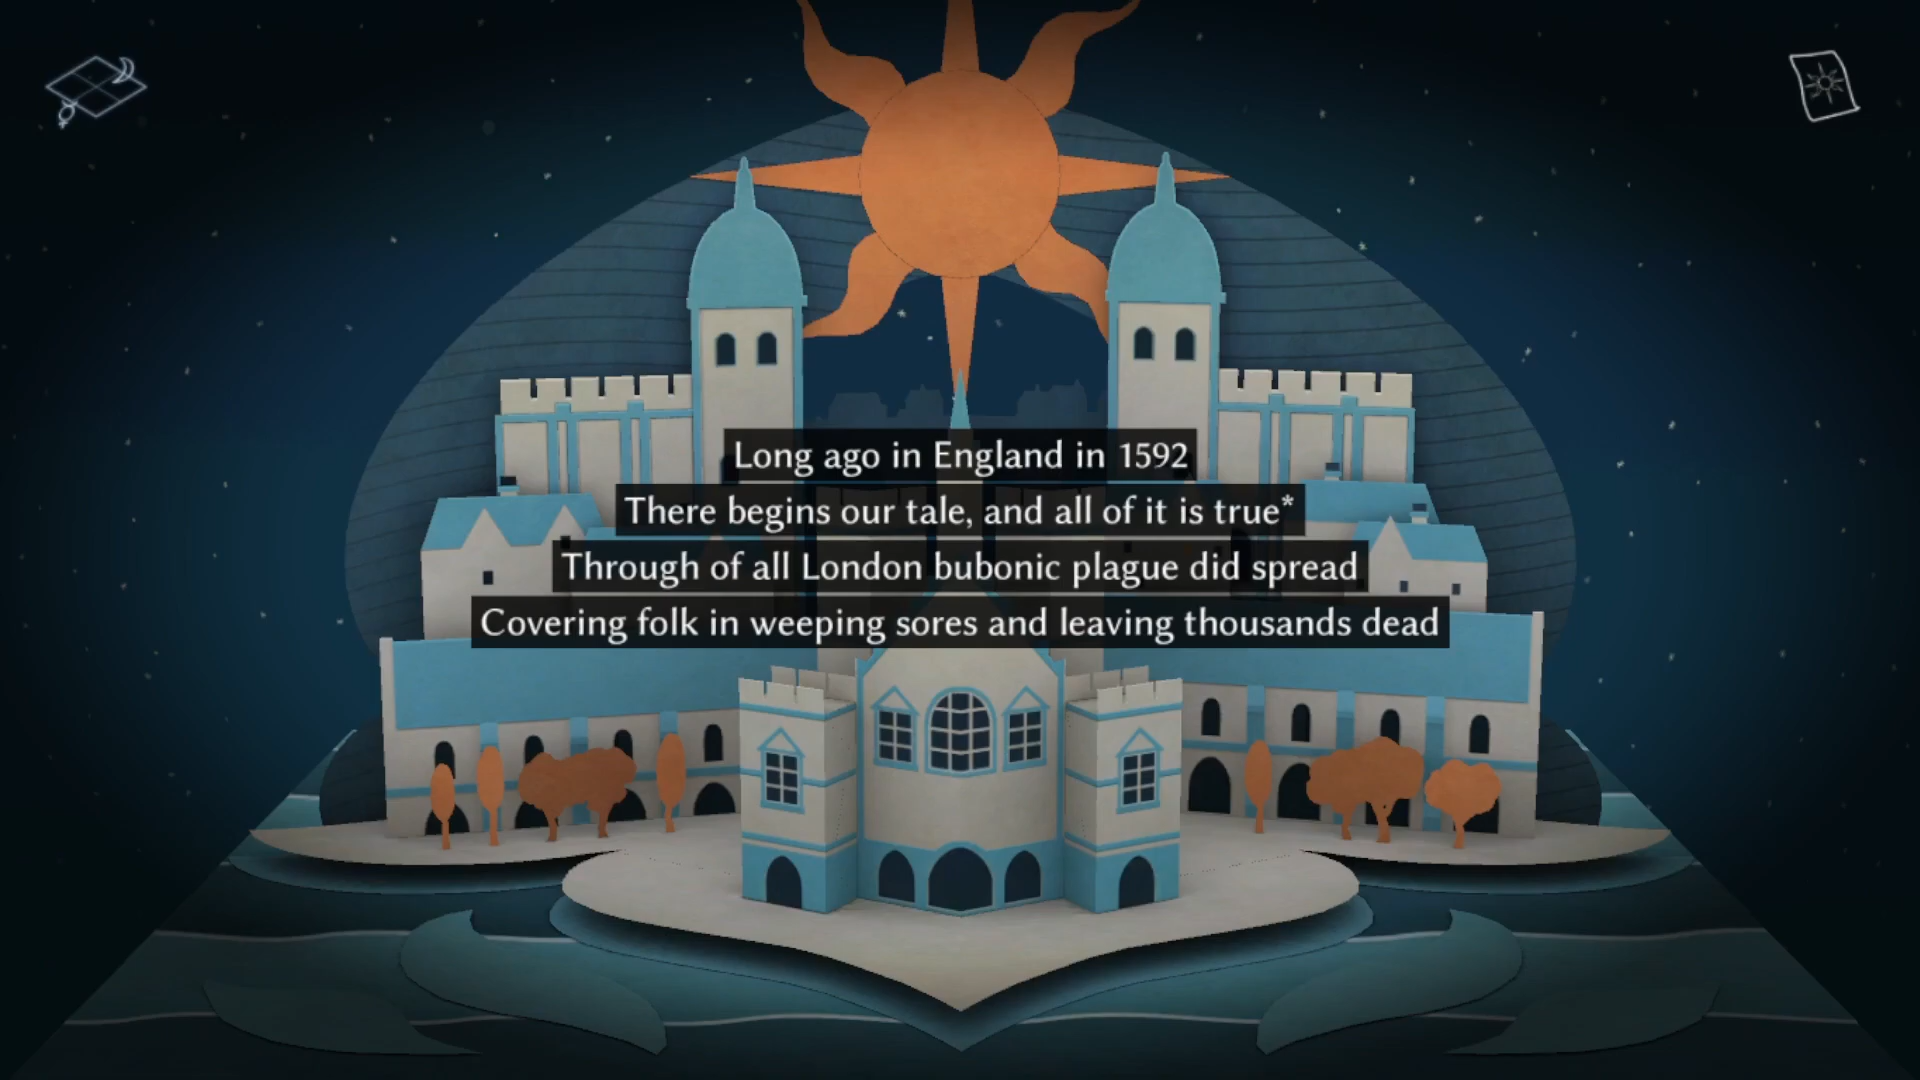 Long ago in England in 1592
There begins our tale, and all of it is true*
Through of all London bubonic plague did spread
Covering folk in weeping sores and leaving thousands dead